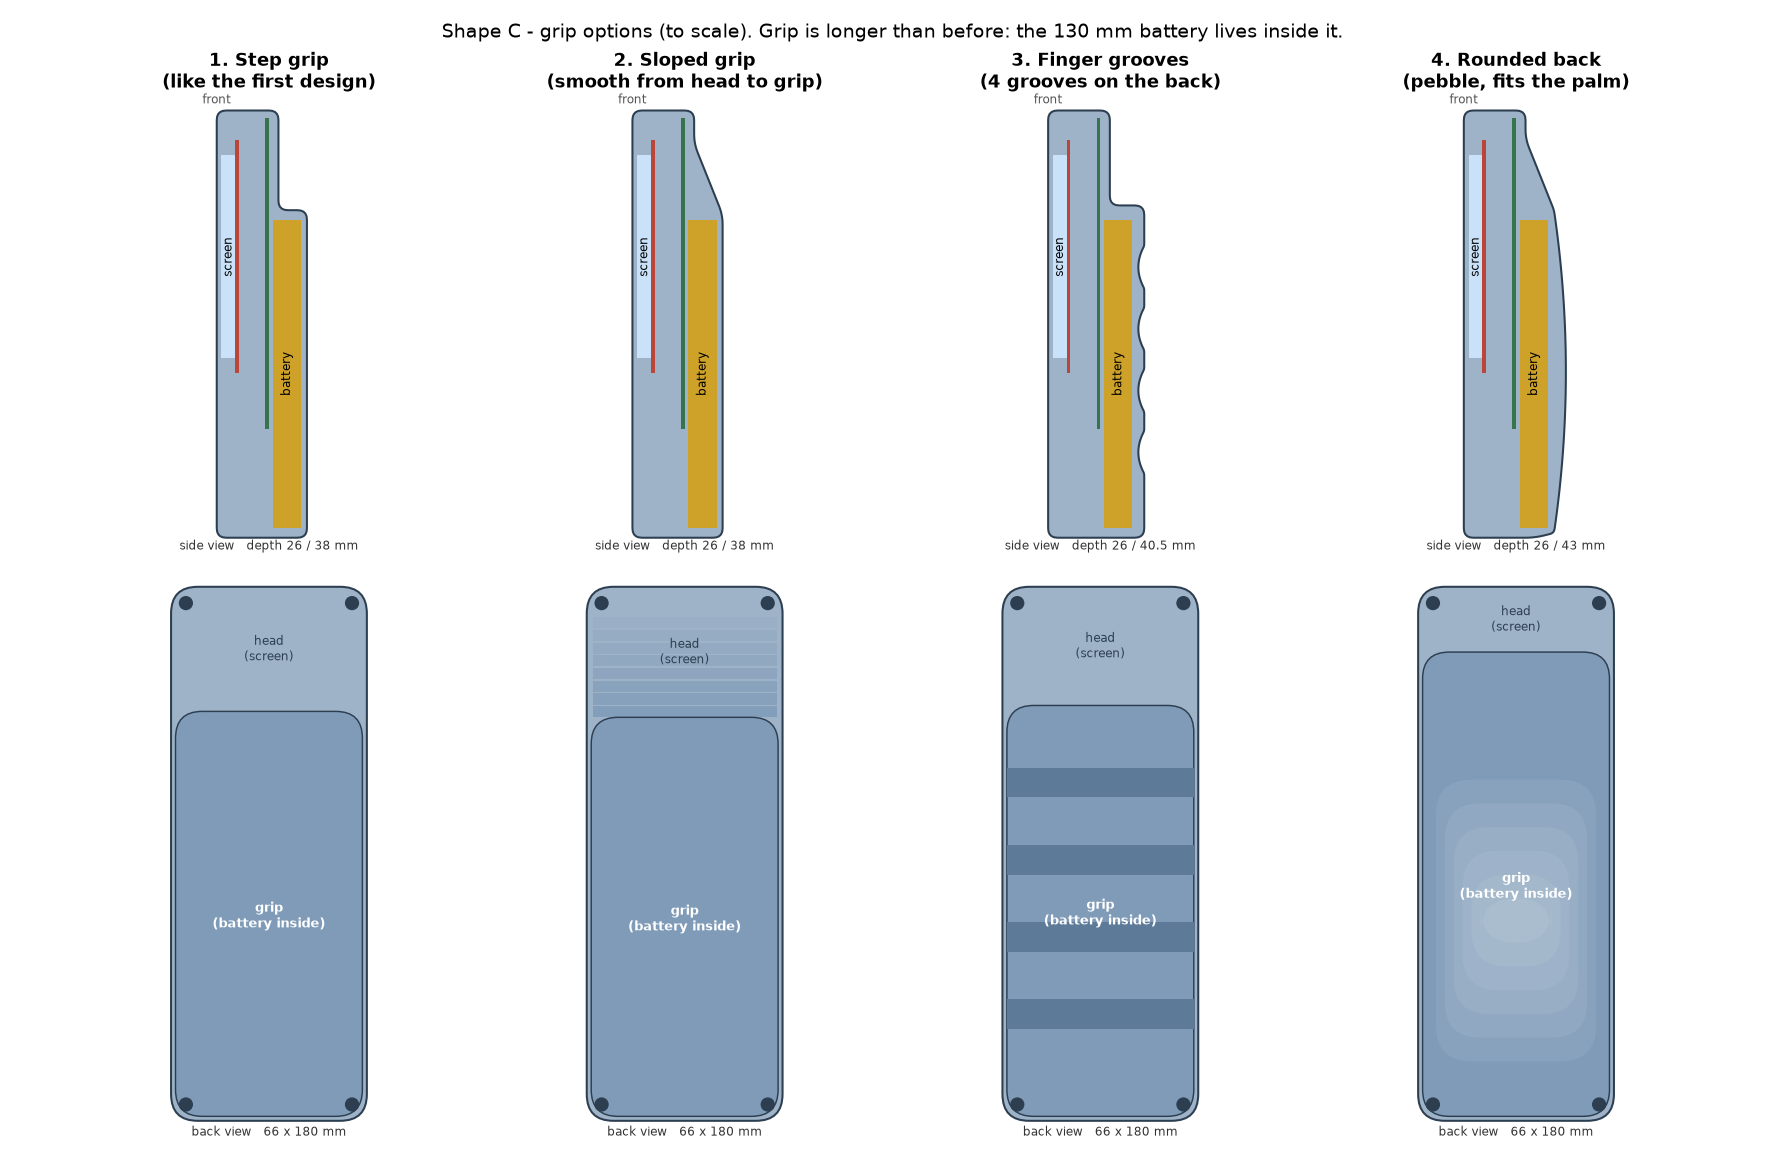 Shape C - grip options (to scale). Grip is longer than before: the 130 mm battery lives inside it.
1. Step grip
(like the first design)
front
screen
battery
side view depth 26 / 38 mm
2. Sloped grip
(smooth from head to grip)
front
screen
battery
side view depth 26 / 38 mm
3. Finger grooves
(4 grooves on the back)
front
screen
battery
side view depth 26 / 40.5 mm
4. Rounded back
(pebble, fits the palm)
front
screen
battery
side view depth 26 / 43 mm
head
(screen)
grip
(battery inside)
back view 66 x 180 mm
head
(screen)
grip
(battery inside)
back view 66 x 180 mm
head
(screen)
grip
(battery inside)
back view 66 x 180 mm
head
(screen)
grip
(battery inside)
back view 66 x 180 mm